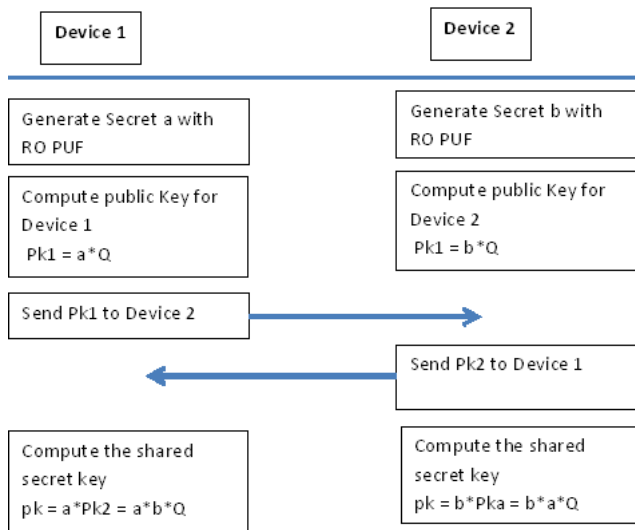 Device 1
Device 2
Generate Secret a with
RO PUF
Generate Secret b with
RO PUF
Compute public Key for
Device 1
Pk1 = a*Q
Compute public Key for
Device 2
Pk1 = b*Q
Send Pk1 to Device 2
Send Pk2 to Device 1
Compute the shared
secret key
pk = a*Pk2 = a*b*Q
Compute the shared
secret key
pk = b*Pka = b*a*Q